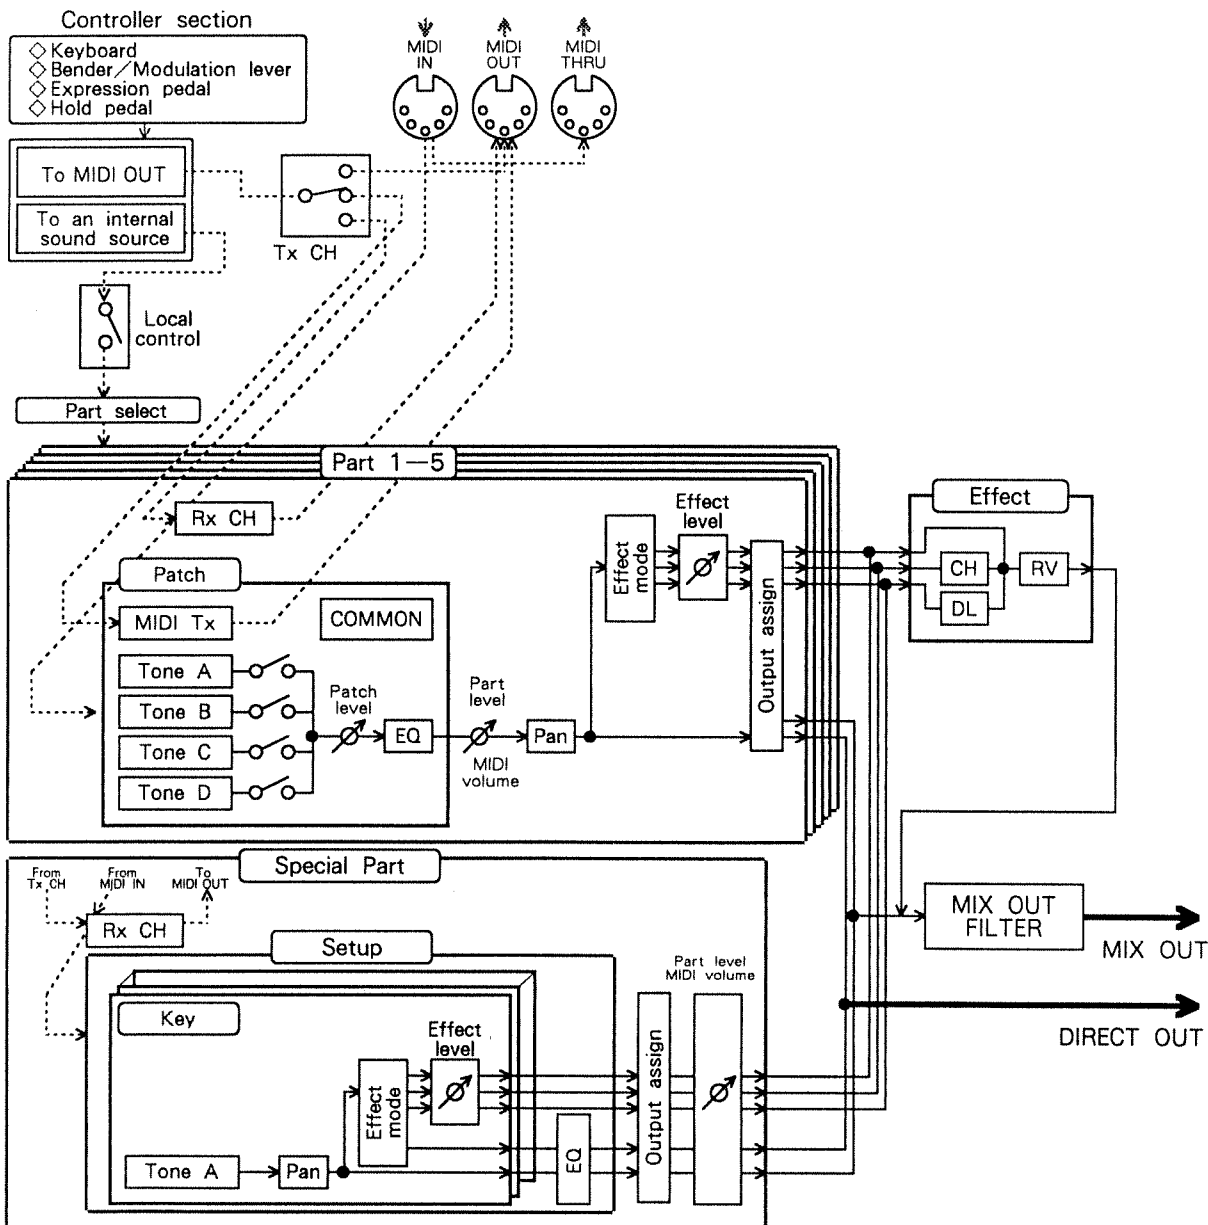 Controller section
◇ Keyboard
◇ Bender/Modulation lever
◇ Expression pedal
◇ Hold pedal
MIDI
IN
MIDI
OUT
MIDI
THRU
To MIDI OUT
To an internal
sound source
Tx CH
Local
control
Part select
Part 1—5
Rx CH
Patch
MIDI Tx
COMMON
Tone A
Tone B
Tone C
Tone D
Patch
level
EQ
Part
level
MIDI
volume
Pan
Effect
mode
Effect
level
Output assign
Effect
CH
DL
RV
MIX OUT
FILTER
MIX OUT
DIRECT OUT
Special Part
From
Tx CH
From
MIDI IN
To
MIDI OUT
Rx CH
Setup
Key
Effect
level
Effect
mode
Tone A
Pan
EQ
Output assign
Part level
MIDI volume